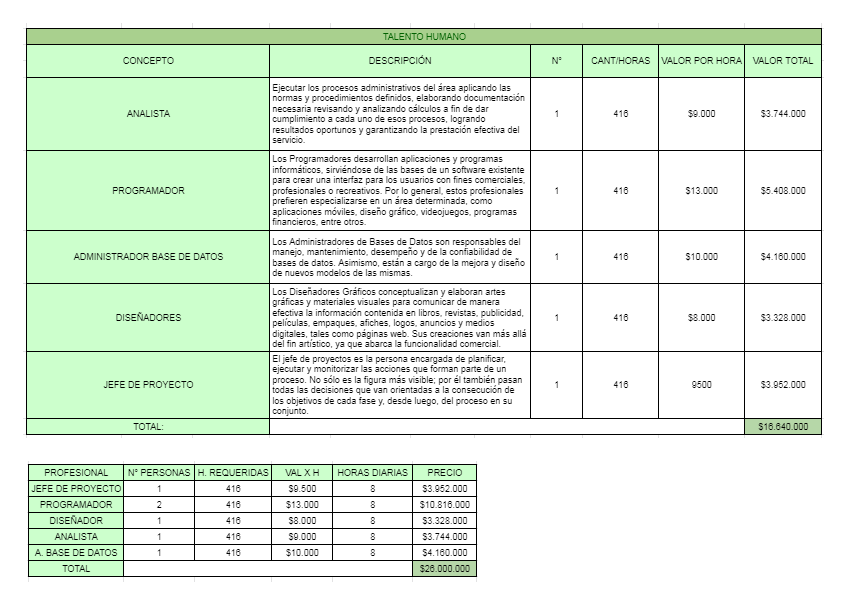 TALENTO HUMANO
CONCEPTO DESCRIPCIÓN N° CANT/HORAS VALOR POR HORA VALOR TOTAL
Ejecutar los procesos administrativos del área aplicando las
normas y procedimientos definidos, elaborando documentación
necesaria revisando y analizando cálculos a fin de dar
ANALISTA cumplimiento a cada uno de esos procesos, logrando 1 416 $9.000 $3.744.000
resultados oportunos y garantizando la prestación efectiva del
servicio.
Los Programadores desarrollan aplicaciones y programas
informáticos, sirviéndose de las bases de un software existente
para crear una interfaz para los usuarios con fines comerciales,
PROGRAMADOR profesionales o recreativos. Por lo general, estos profesionales 1 416 $13.000 $5.408.000
prefieren especializarse en un área determinada, como
aplicaciones móviles, diseño gráfico, videojuegos, programas
financieros, entre otros.
Los Administradores de Bases de Datos son responsables del
manejo, mantenimiento, desempeño y de la confiabilidad de
ADMINISTRADOR BASE DE DATOS bases de datos. Asimismo, están a cargo de la mejora y diseño 1 416 $10.000 $4.160.000
de nuevos modelos de las mismas.
Los Diseñadores Gráficos conceptualizan y elaboran artes
gráficas y materiales visuales para comunicar de manera
efectiva la información contenida en libros, revistas, publicidad,
DISEÑADORES películas, empaques, afiches, logos, anuncios y medios 1 416 $8.000 $3.328.000
digitales, tales como páginas web. Sus creaciones van más allá
del fin artístico, ya que abarca la funcionalidad comercial.
El jefe de proyectos es la persona encargada de planificar,
ejecutar y monitorizar las acciones que forman parte de un
proceso. No sólo es la figura más visible; por él también pasan
JEFE DE PROYECTO todas las decisiones que van orientadas a la consecución de 1 416 9500 $3.952.000
los objetivos de cada fase y, desde luego, del proceso en su
conjunto.
TOTAL: $16.640.000
PROFESIONAL N° PERSONAS H. REQUERIDAS VAL X H HORAS DIARIAS PRECIO
JEFE DE PROYECTO 1 416 $9.500 8 $3.952.000
PROGRAMADOR 2 416 $13.000 8 $10.816.000
DISEÑADOR 1 416 $8.000 8 $3.328.000
ANALISTA 1 416 $9.000 8 $3.744.000
A. BASE DE DATOS 1 416 $10.000 8 $4.160.000
TOTAL $26.000.000